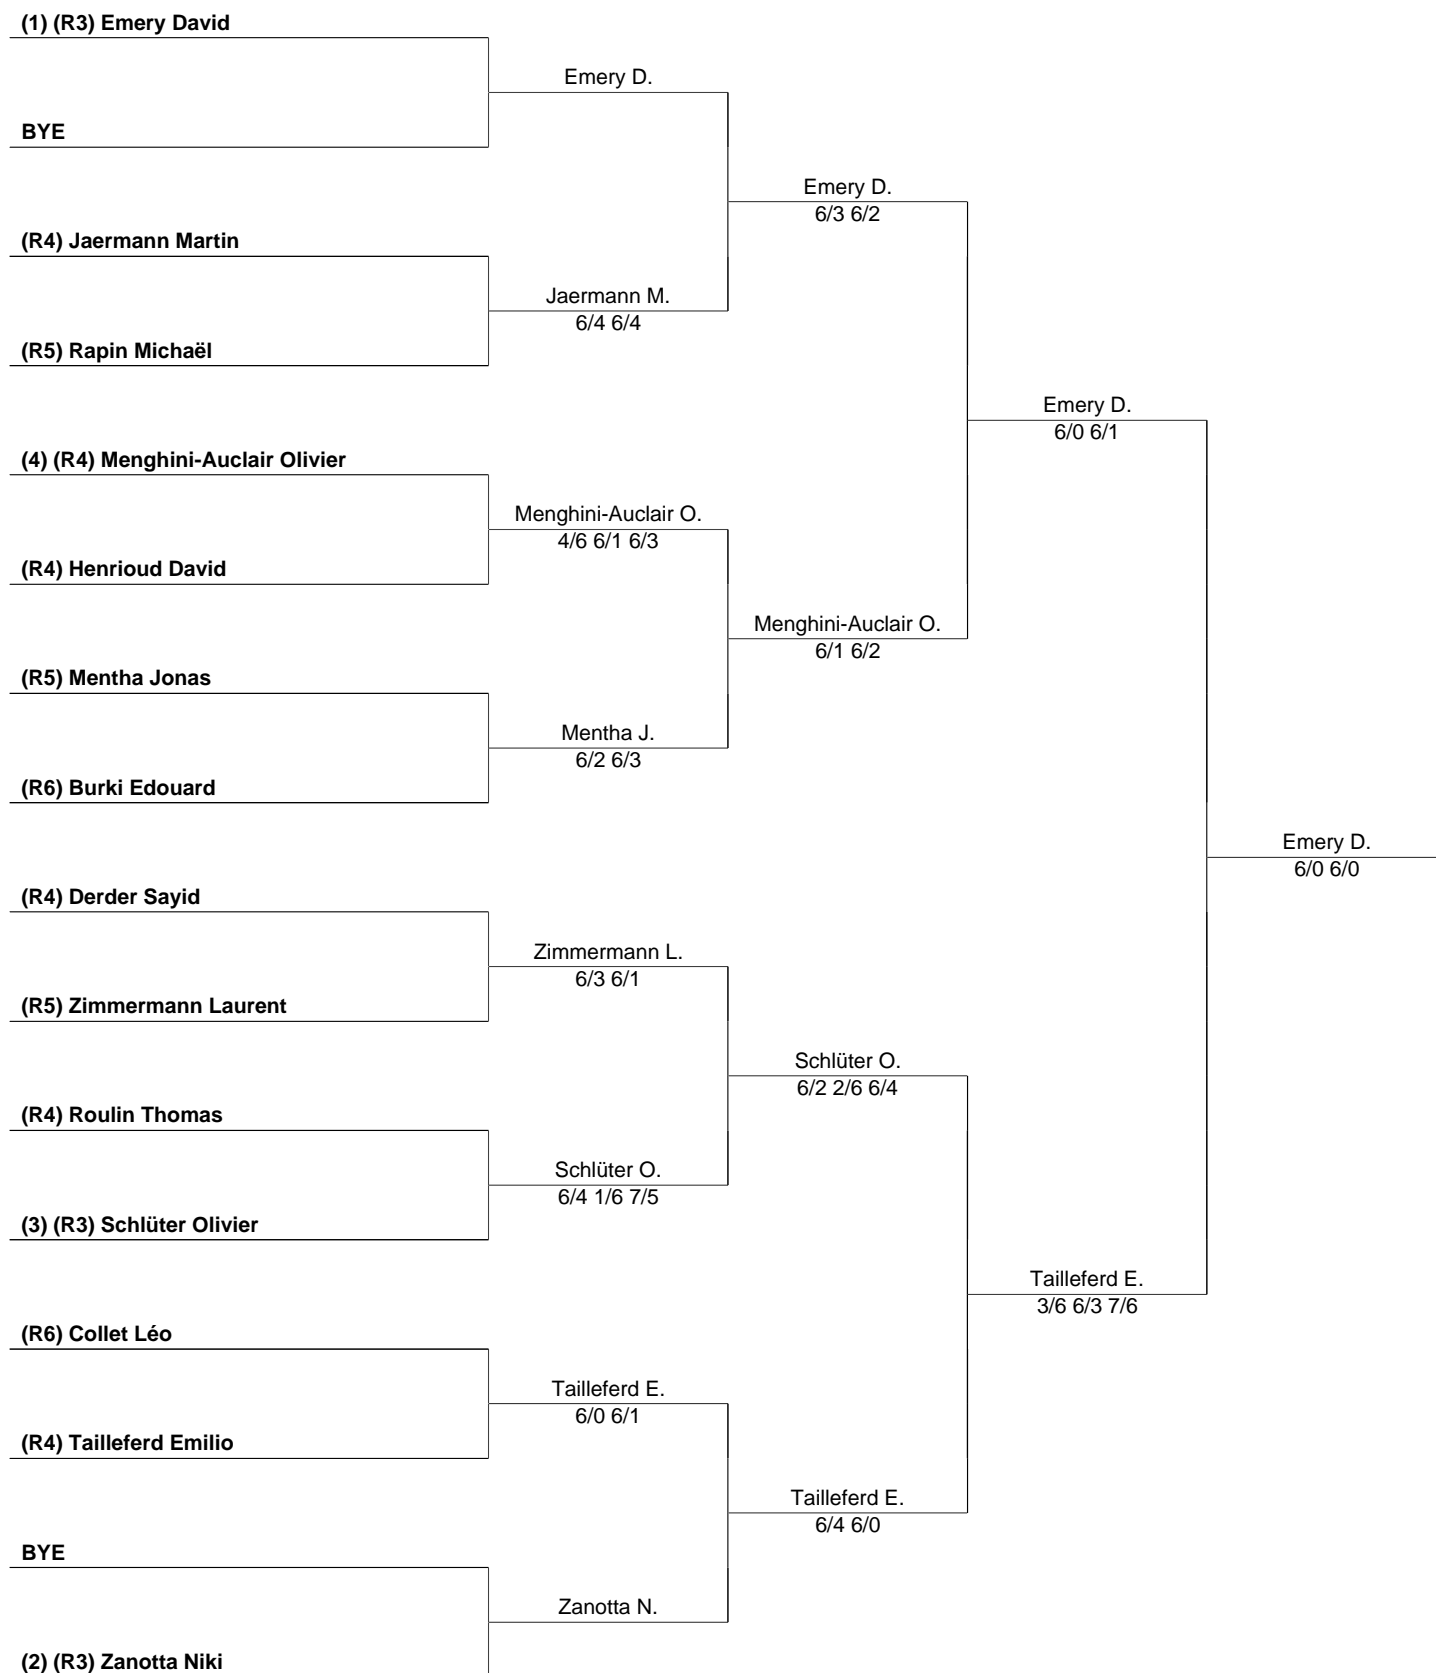 (1) (R3) Emery David
Emery D.
BYE
Emery D.
6/3 6/2
(R4) Jaermann Martin
Jaermann M.
6/4 6/4
(R5) Rapin Michaël
Emery D.
6/0 6/1
(4) (R4) Menghini-Auclair Olivier
Menghini-Auclair O.
4/6 6/1 6/3
(R4) Henrioud David
Menghini-Auclair O.
6/1 6/2
(R5) Mentha Jonas
Mentha J.
6/2 6/3
(R6) Burki Edouard
Emery D.
6/0 6/0
(R4) Derder Sayid
Zimmermann L.
6/3 6/1
(R5) Zimmermann Laurent
Schlüter O.
6/2 2/6 6/4
(R4) Roulin Thomas
Schlüter O.
6/4 1/6 7/5
(3) (R3) Schlüter Olivier
Tailleferd E.
3/6 6/3 7/6
(R6) Collet Léo
Tailleferd E.
6/0 6/1
(R4) Tailleferd Emilio
Tailleferd E.
6/4 6/0
BYE
Zanotta N.
(2) (R3) Zanotta Niki